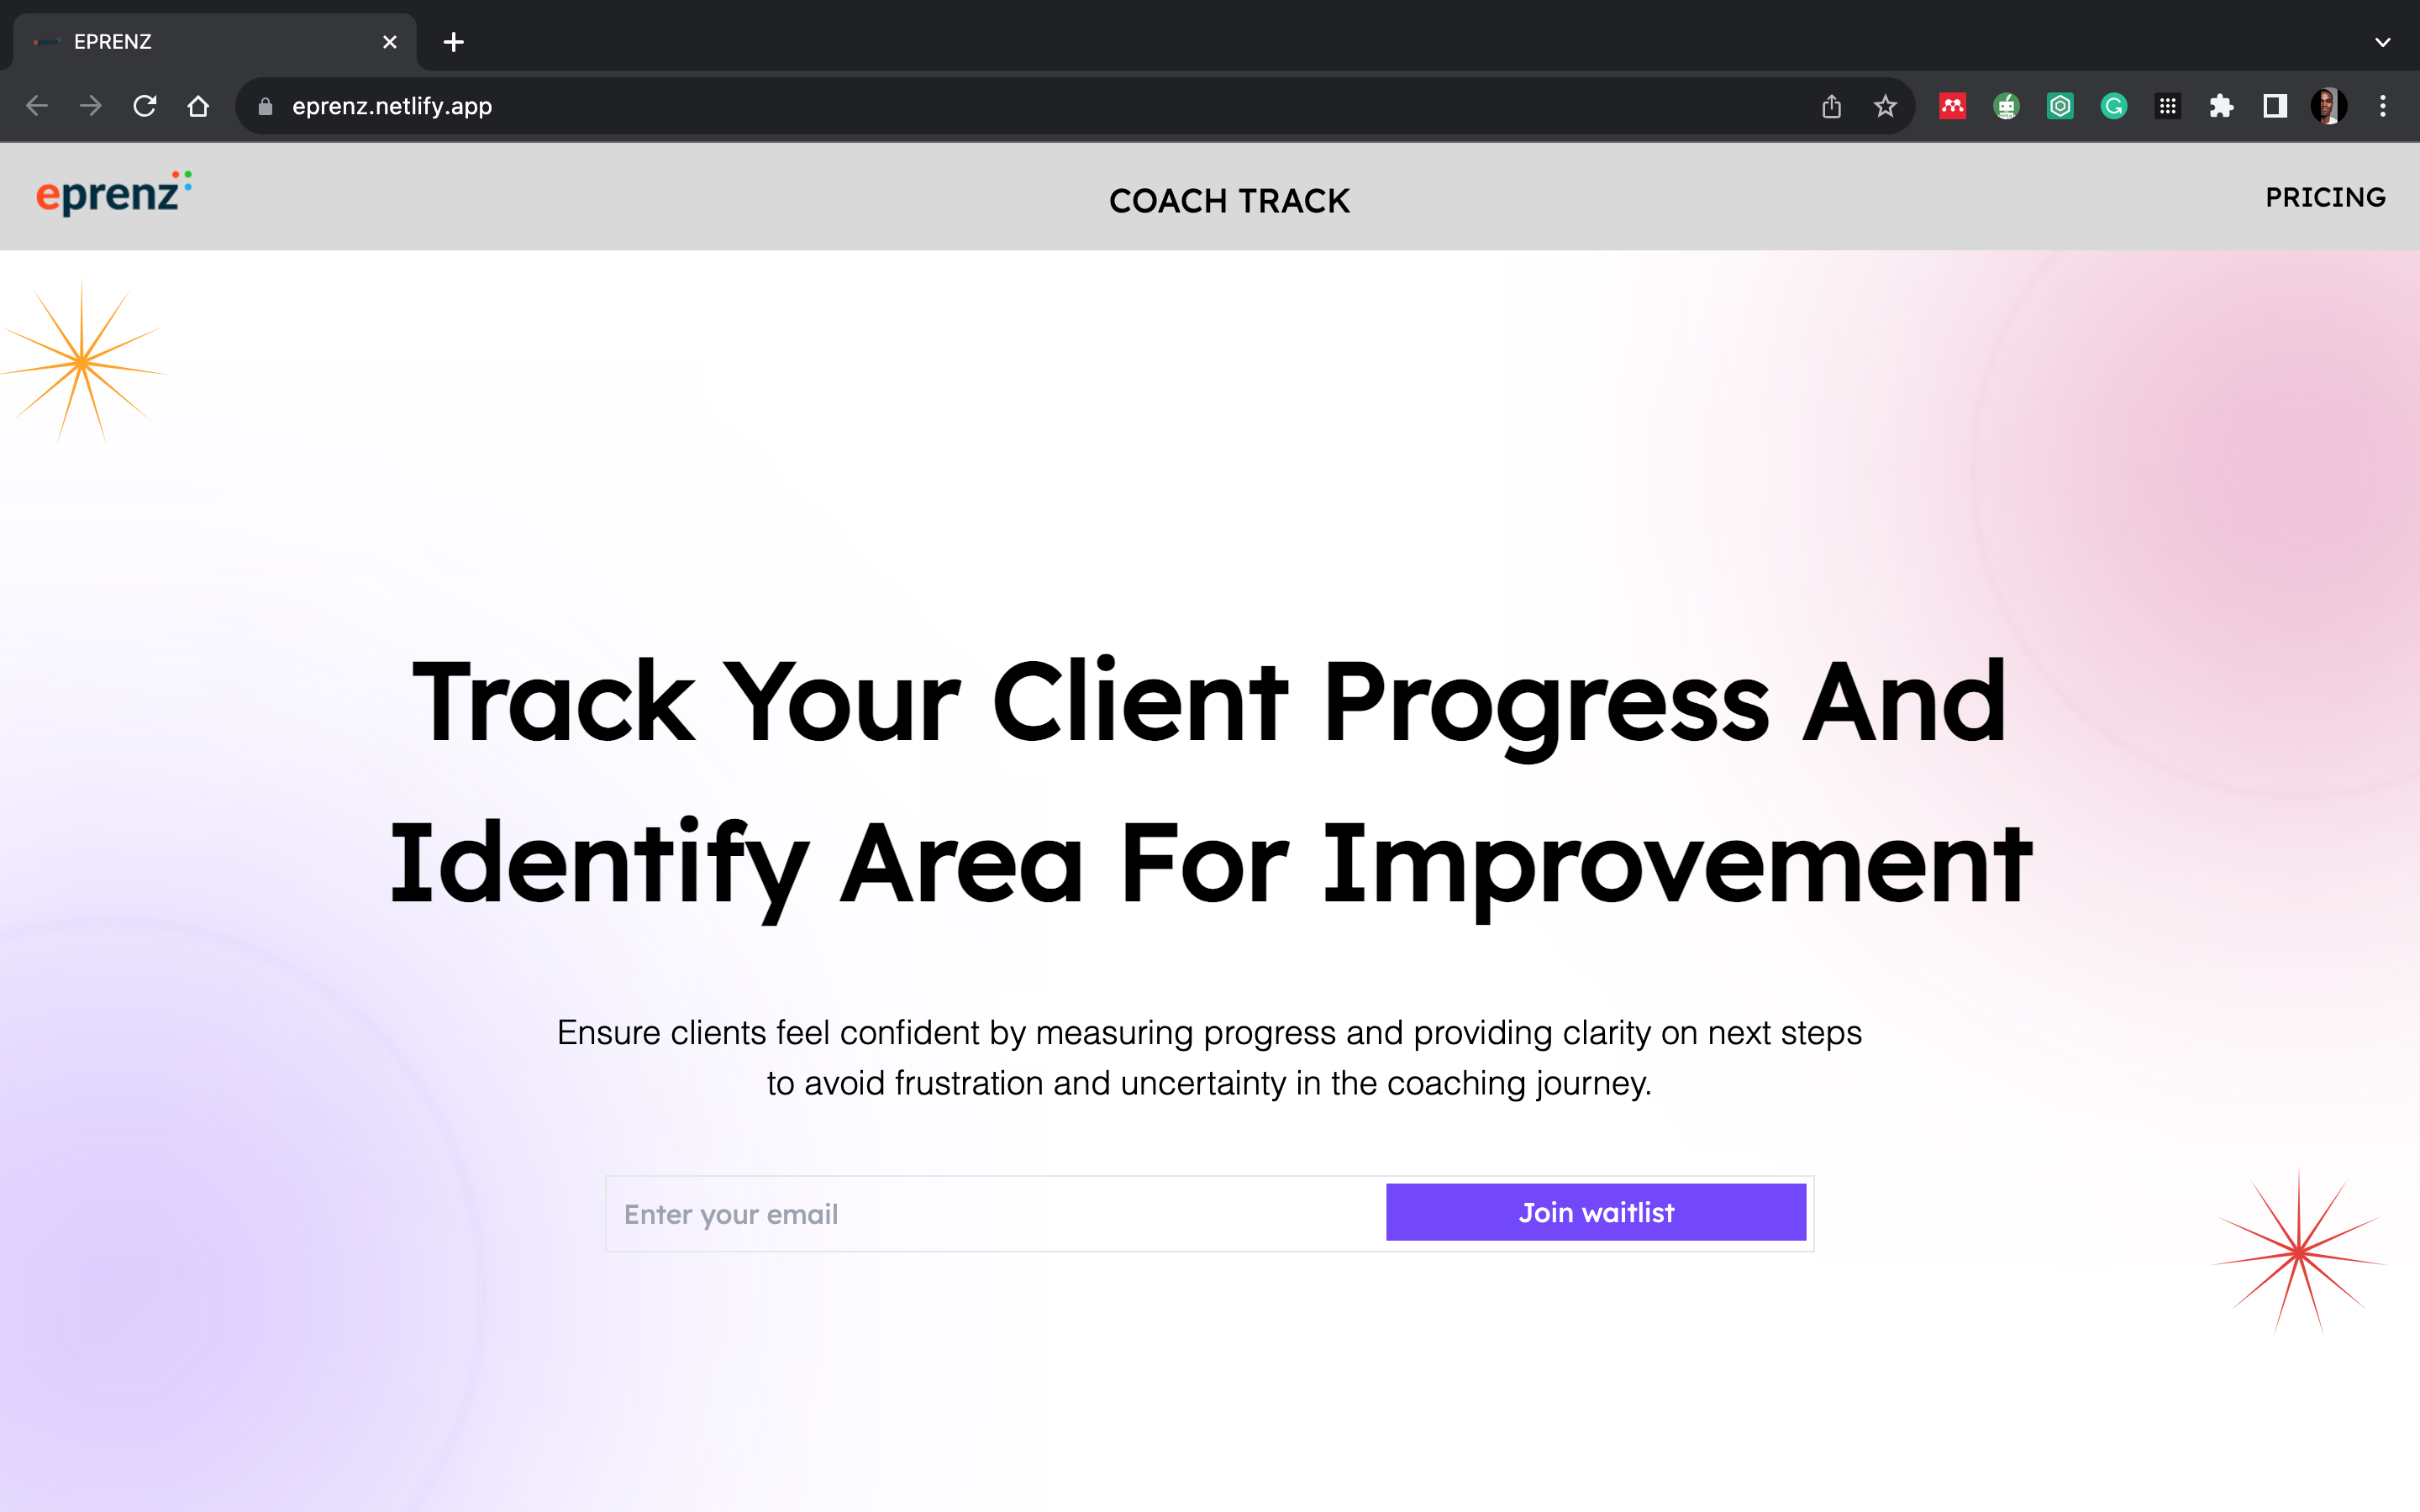 EPRENZ
eprenz.netlify.app
eprenz
COACH TRACK
PRICING
Track Your Client Progress And
Identify Area For Improvement
Ensure clients feel confident by measuring progress and providing clarity on next steps
to avoid frustration and uncertainty in the coaching journey.
Enter your email
Join waitlist